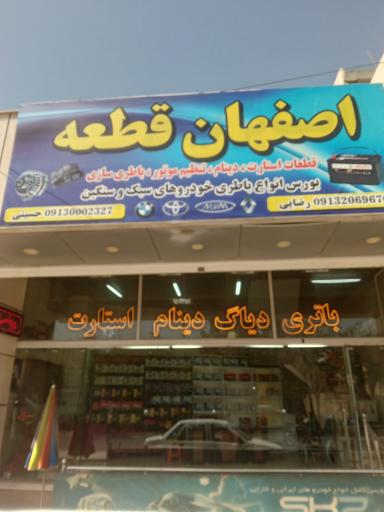 اصفهان قطعه
قطعات استارت ، دینام ، تنظیم موتور ، باطری سازی
بورس انواع باطری خودروهای سبک و سنگین
09132069679 رضایی
09130002327 حسینی
باتری دیاگ دینام استارت